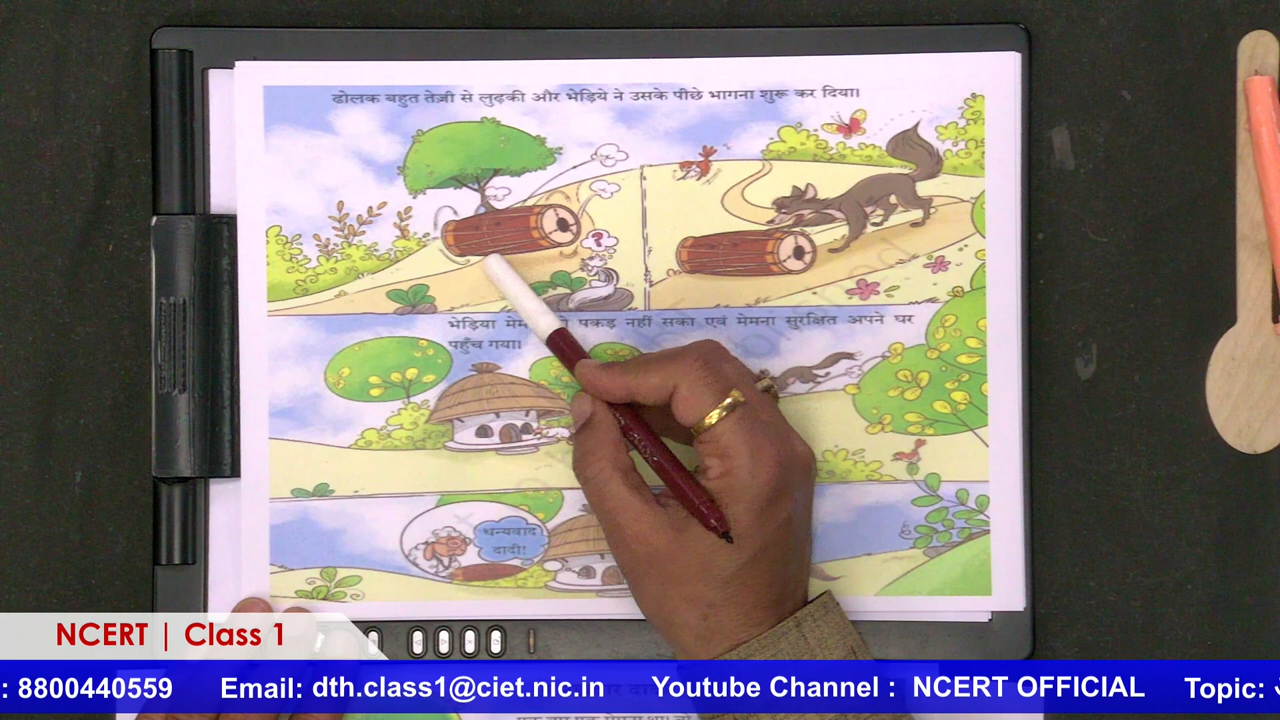 ढोलक बहुत तेज़ी से लुढ़की और भेड़िये ने उसके पीछे भागना शुरू कर दिया।
?
भेड़िया पकड़ नहीं सका एवं मेमना सुरक्षित अपने घर
पहुँच गया।
धन्यवाद
दादी!
NCERT | Class 1
: 8800440559 Email: dth.class1@ciet.nic.in Youtube Channel : NCERT OFFICIAL Topic: